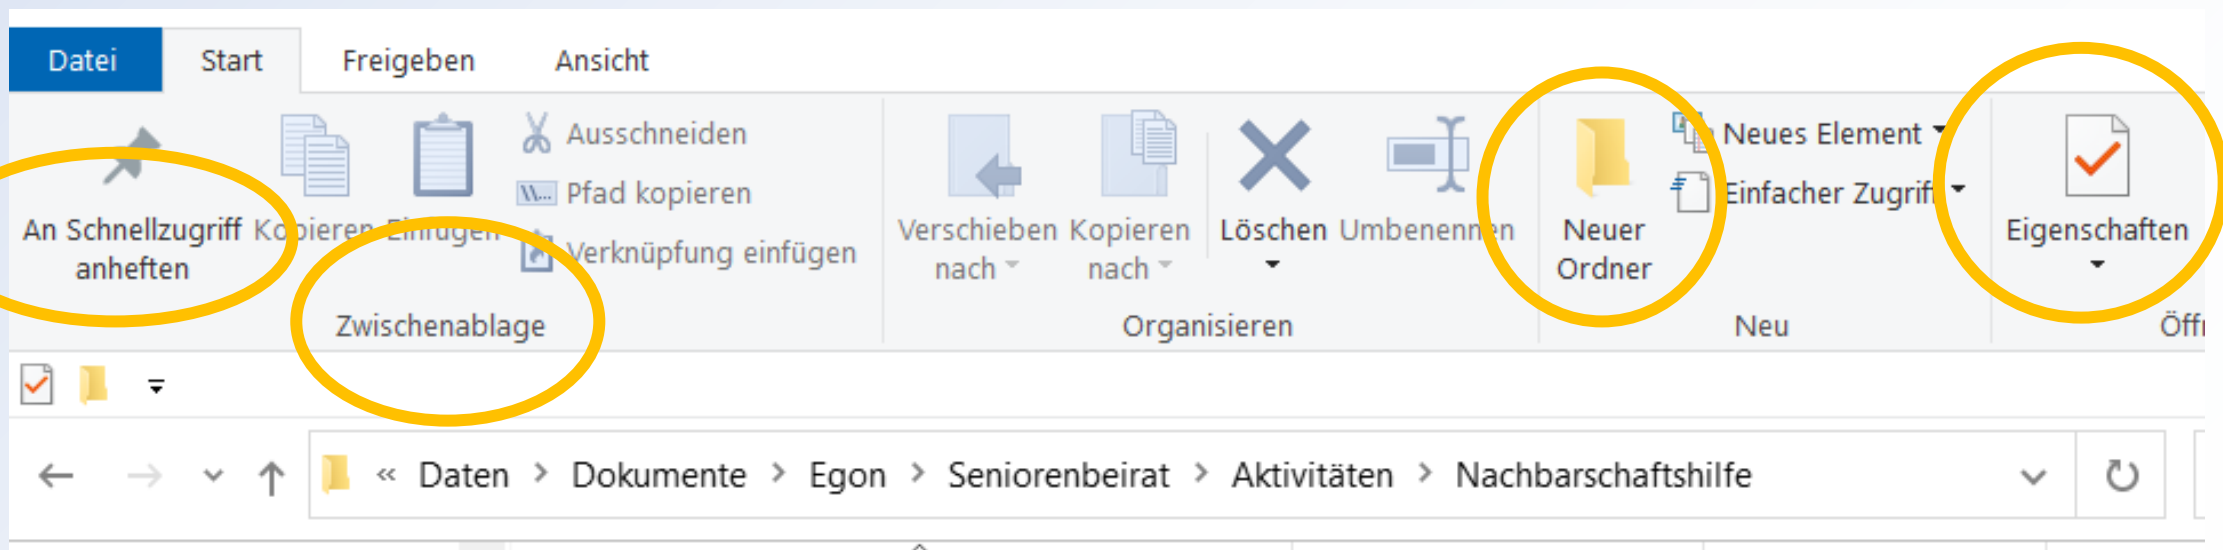 Datei Start Freigeben Ansicht
An Schnellzugriff
anheften
Kopieren
Einfügen
Ausschneiden
Pfad kopieren
Verknüpfung einfügen
Zwischenablage
Verschieben
nach
Kopieren
nach
Löschen
Umbenennen
Organisieren
Neuer
Ordner
Neues Element
Einfacher Zugriff
Neu
Eigenschaften
« Daten > Dokumente > Egon > Seniorenbeirat > Aktivitäten > Nachbarschaftshilfe